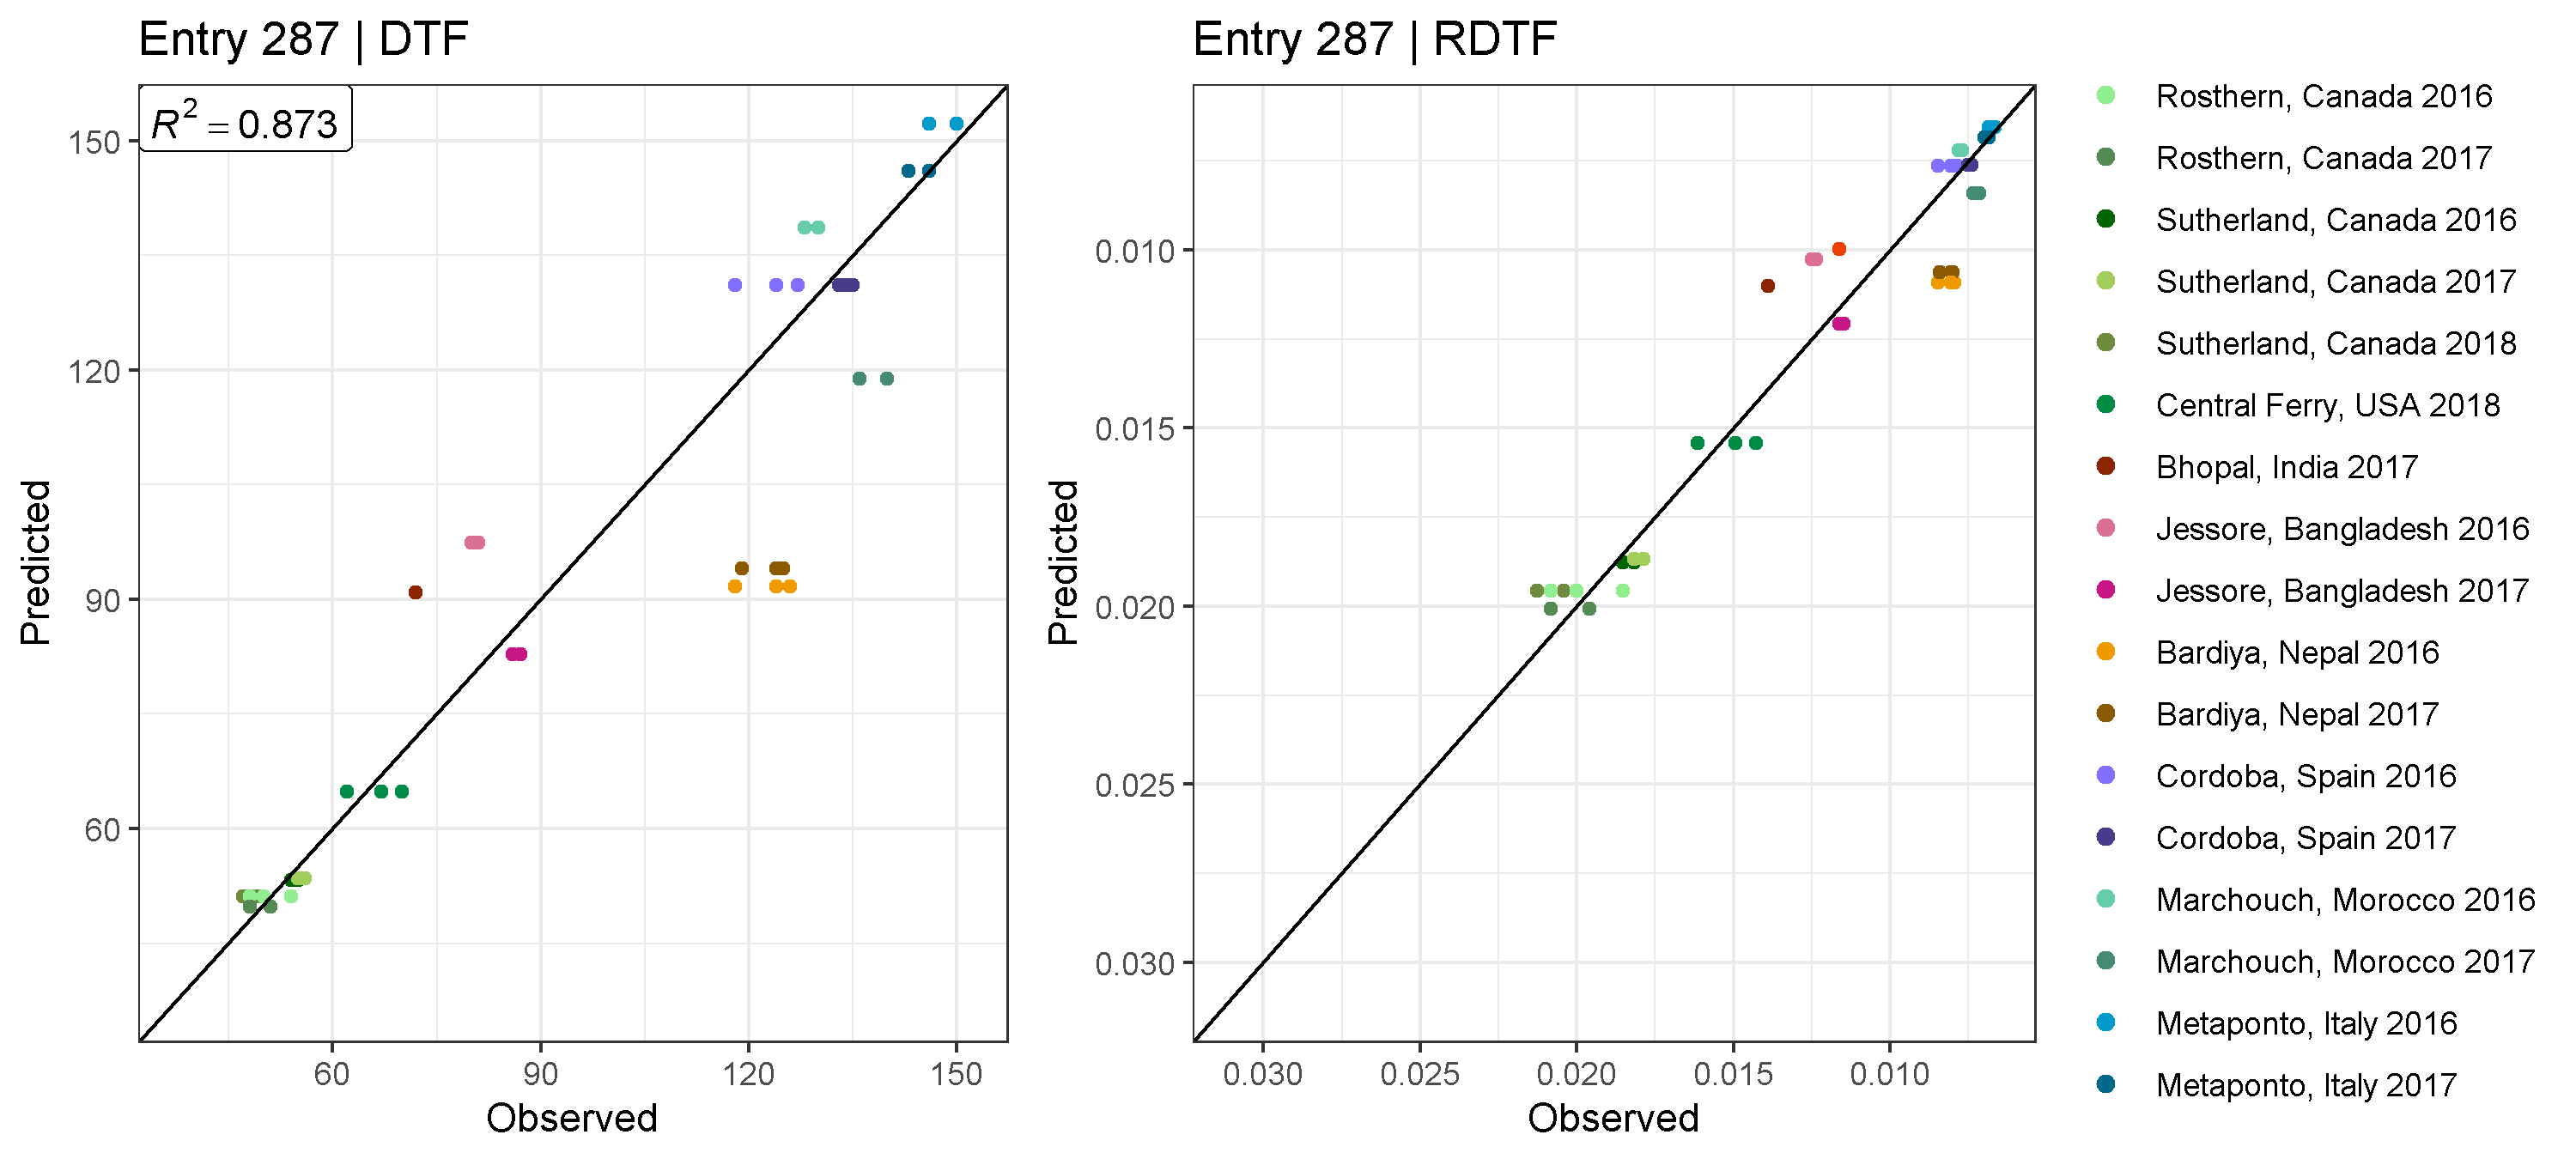 Entry 287 | DTF
R² = 0.873
150
120
90
60
Predicted
60 90 120 150
Observed
Entry 287 | RDTF
0.010
0.015
0.020
0.025
0.030
Predicted
0.030 0.025 0.020 0.015 0.010
Observed
Rosthern, Canada 2016
Rosthern, Canada 2017
Sutherland, Canada 2016
Sutherland, Canada 2017
Sutherland, Canada 2018
Central Ferry, USA 2018
Bhopal, India 2017
Jessore, Bangladesh 2016
Jessore, Bangladesh 2017
Bardiya, Nepal 2016
Bardiya, Nepal 2017
Cordoba, Spain 2016
Cordoba, Spain 2017
Marchouch, Morocco 2016
Marchouch, Morocco 2017
Metaponto, Italy 2016
Metaponto, Italy 2017